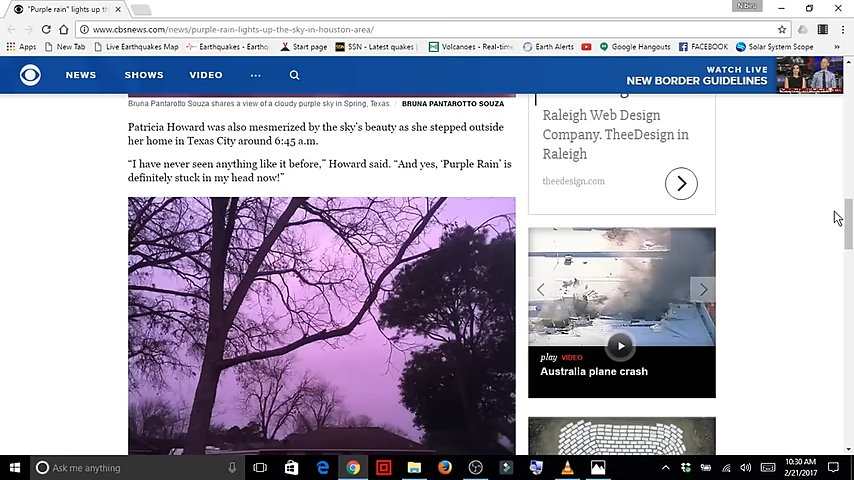 "Purple rain" lights up th
Nibiru
www.cbsnews.com/news/purple-rain-lights-up-the-sky-in-houston-area/
Apps New Tab Live Earthquakes Map Earthquakes - Earthq SSN - Latest quakes | Start page Volcanoes - Real-time Earth Alerts Google Hangouts FACEBOOK Solar System Scope »
NEWS SHOWS VIDEO ...
WATCH LIVE
NEW BORDER GUIDELINES
Bruna Pantarotto Souza shares a view of a cloudy purple sky in Spring, Texas. / BRUNA PANTAROTTO SOUZA
Patricia Howard was also mesmerized by the sky's beauty as she stepped outside
her home in Texas City around 6:45 a.m.
"I have never seen anything like it before," Howard said. "And yes, 'Purple Rain' is
definitely stuck in my head now!"
Raleigh Web Design
Company. TheeDesign in
Raleigh
theedesign.com
play VIDEO
Australia plane crash
Ask me anything
10:30 AM
2/21/2017